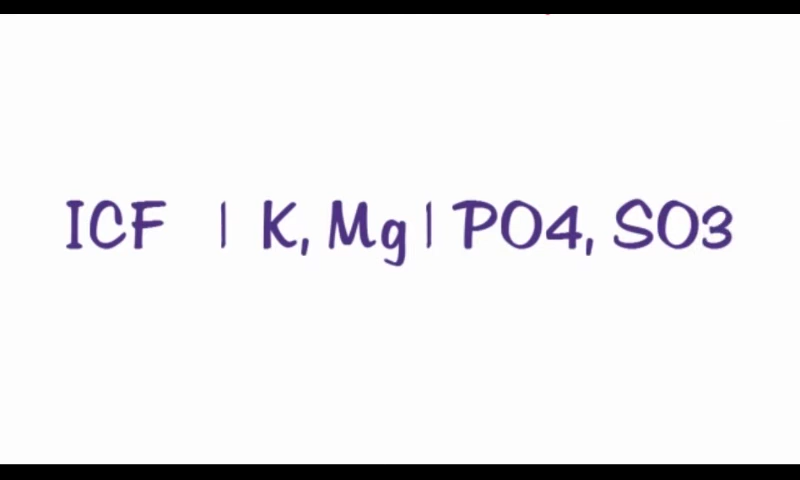 ICF | K, Mg | PO4, SO3